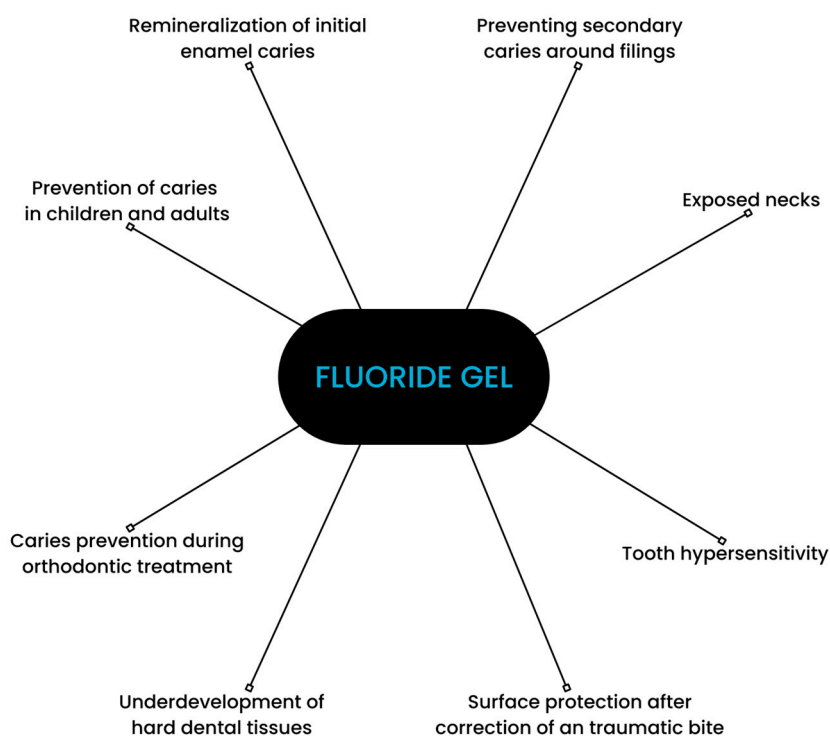 Remineralization of initial
enamel caries
Preventing secondary
caries around filings
Prevention of caries
in children and adults
Exposed necks
FLUORIDE GEL
Caries prevention during
orthodontic treatment
Tooth hypersensitivity
Underdevelopment of
hard dental tissues
Surface protection after
correction of an traumatic bite